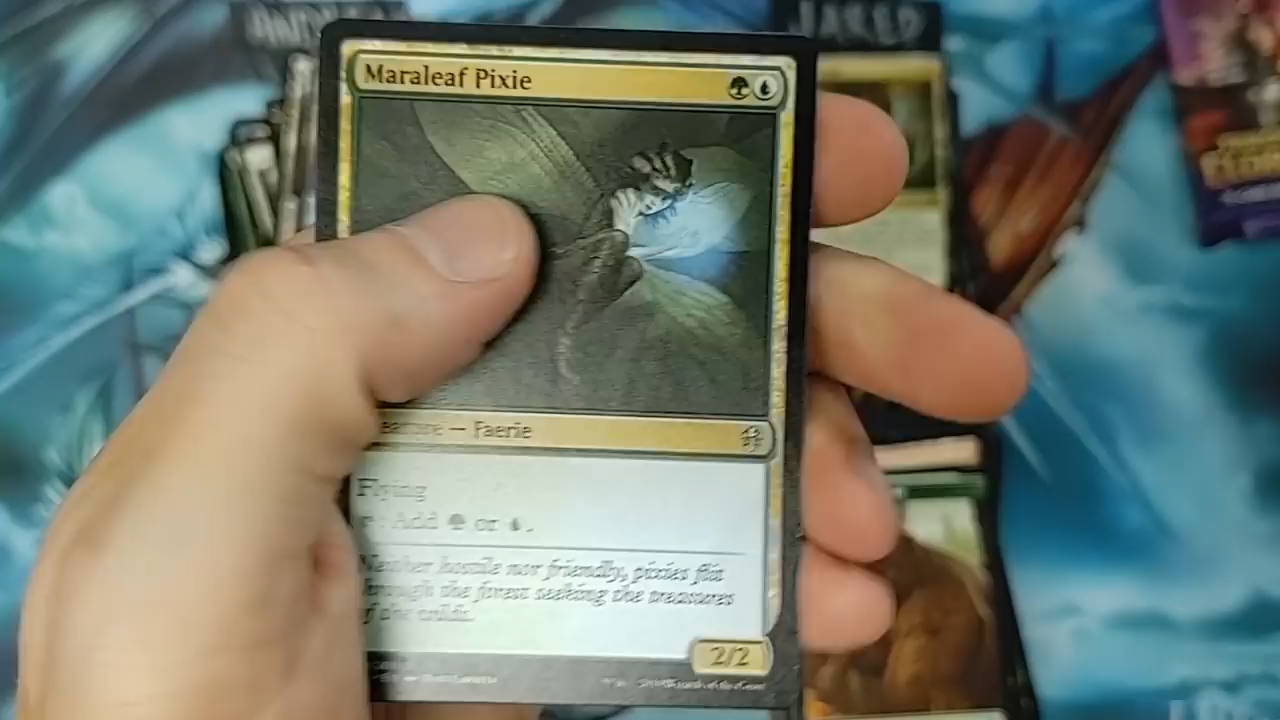 JARED
Maraleaf Pixie
— Faerie
Flying
: Add or .
Neither hostile nor friendly, pixies flit
through the forest seeking the treasures
of the wilds.
2/2